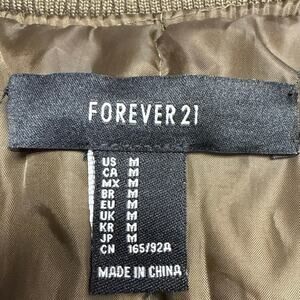 FOREVER 21
US M
CA M
MX M
BR M
EU M
UK M
KR M
JP M
CN 165/92A
MADE IN CHINA